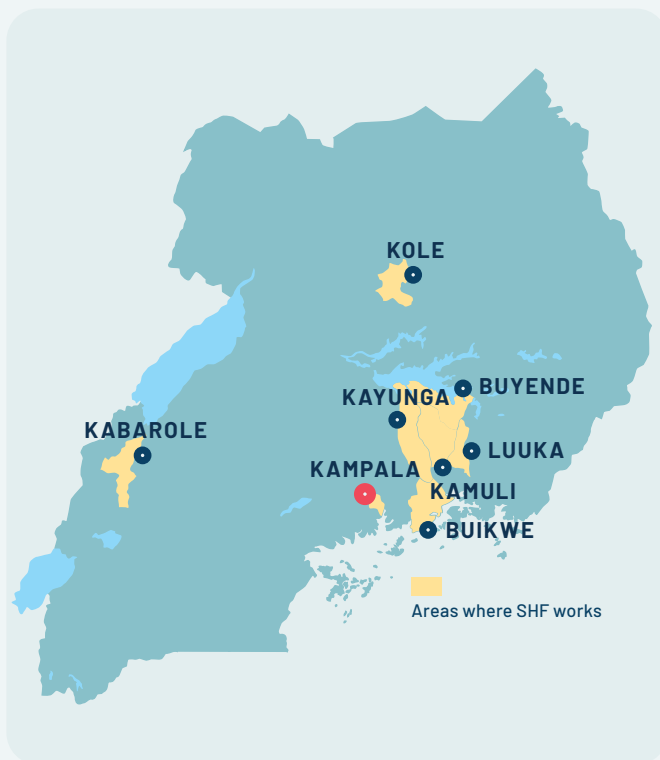 KOLE
BUYENDE
KAYUNGA
KABAROLE
LUUKA
KAMPALA
KAMULI
BUIKWE
Areas where SHF works